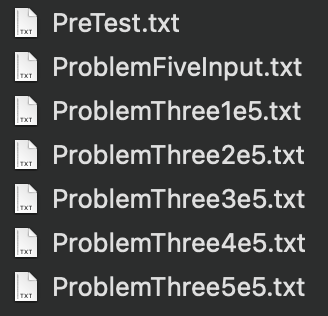 PreTest.txt
ProblemFiveInput.txt
ProblemThree1e5.txt
ProblemThree2e5.txt
ProblemThree3e5.txt
ProblemThree4e5.txt
ProblemThree5e5.txt